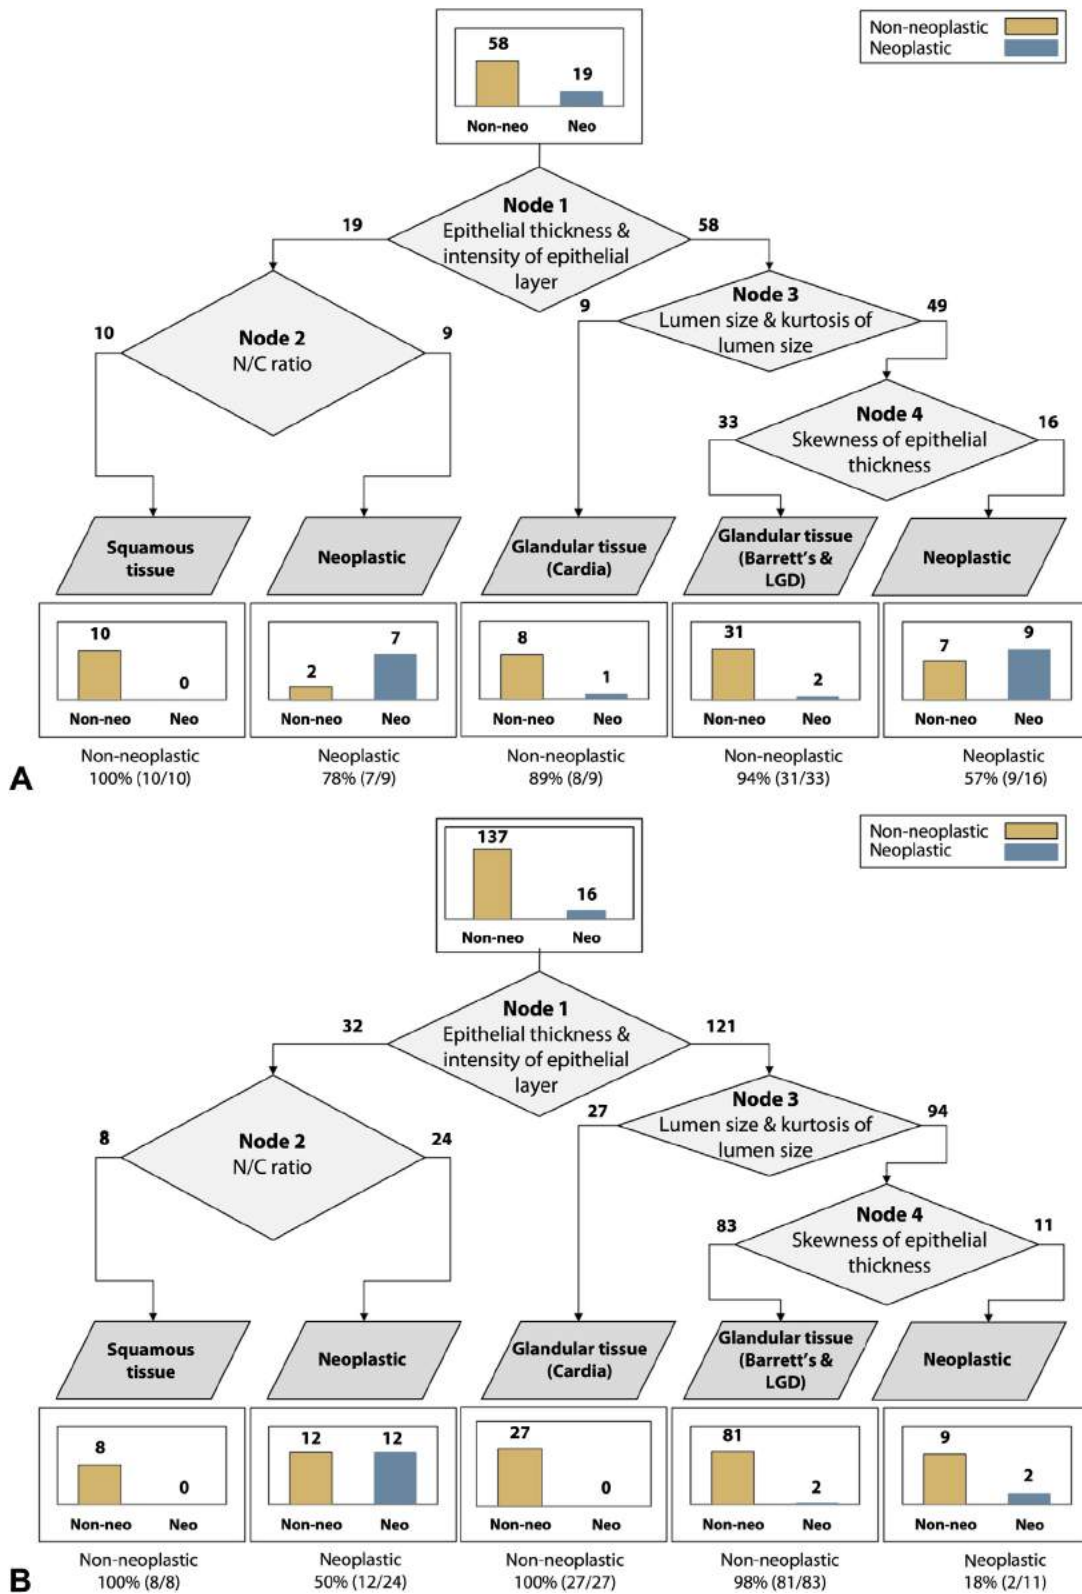 58
19
Non-neo Neo
Non-neoplastic
Neoplastic
Node 1
Epithelial thickness &
intensity of epithelial
layer
19
58
Node 2
N/C ratio
10
9
Node 3
Lumen size & kurtosis of
lumen size
9
49
Node 4
Skewness of epithelial
thickness
33
16
Squamous
tissue
Neoplastic
Glandular tissue
(Cardia)
Glandular tissue
(Barrett's &
LGD)
Neoplastic
10
0
Non-neo Neo
2
7
Non-neo Neo
8
1
Non-neo Neo
31
2
Non-neo Neo
7
9
Non-neo Neo
Non-neoplastic
100% (10/10)
Neoplastic
78% (7/9)
Non-neoplastic
89% (8/9)
Non-neoplastic
94% (31/33)
Neoplastic
57% (9/16)
A
137
16
Non-neo Neo
Non-neoplastic
Neoplastic
Node 1
Epithelial thickness &
intensity of epithelial
layer
32
121
Node 2
N/C ratio
8
24
Node 3
Lumen size & kurtosis of
lumen size
27
94
Node 4
Skewness of epithelial
thickness
83
11
Squamous
tissue
Neoplastic
Glandular tissue
(Cardia)
Glandular tissue
(Barrett's &
LGD)
Neoplastic
8
0
Non-neo Neo
12
12
Non-neo Neo
27
0
Non-neo Neo
81
2
Non-neo Neo
9
2
Non-neo Neo
Non-neoplastic
100% (8/8)
Neoplastic
50% (12/24)
Non-neoplastic
100% (27/27)
Non-neoplastic
98% (81/83)
Neoplastic
18% (2/11)
B